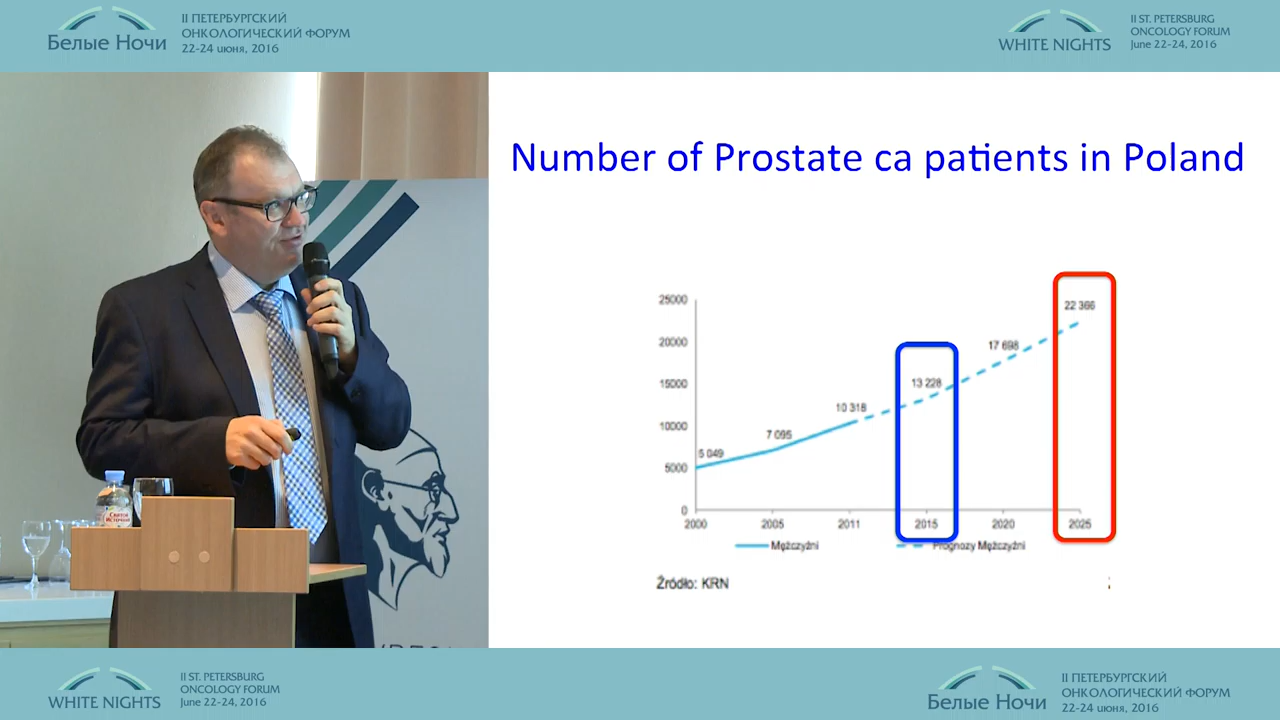 Белые Ночи
II ПЕТЕРБУРГСКИЙ
ОНКОЛОГИЧЕСКИЙ ФОРУМ
22-24 июня, 2016
WHITE NIGHTS
II ST. PETERSBURG
ONCOLOGY FORUM
June 22-24, 2016
Number of Prostate ca patients in Poland
25000
20000
15000
10000
5000
0
5 049
7 095
10 318
13 228
17 698
22 366
2000
2005
2011
2015
2020
2025
Mężczyźni
Prognozy Mężczyźni
Źródło: KRN
WHITE NIGHTS
II ST. PETERSBURG
ONCOLOGY FORUM
June 22-24, 2016
Белые Ночи
II ПЕТЕРБУРГСКИЙ
ОНКОЛОГИЧЕСКИЙ ФОРУМ
22-24 июня, 2016